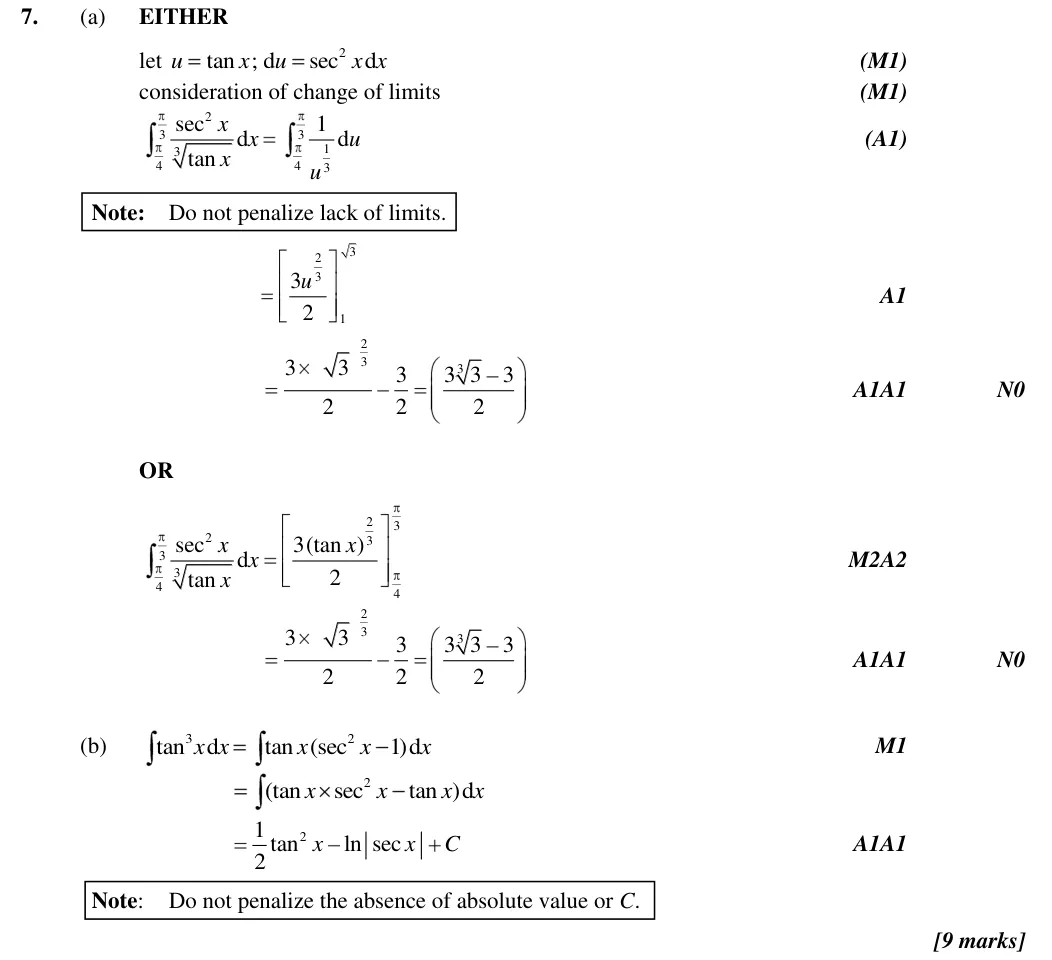 7. (a) EITHER
let u = tan x; du = sec² x dx (M1)
consideration of change of limits (M1)
∫_{π/4}^{π/3} sec² x / ∛(tan x) dx = ∫_{π/4}^{π/3} 1 / u^{1/3} du (A1)
Note: Do not penalize lack of limits.
= [3u^{2/3} / 2]_1^{√3} A1
= 3× √3 ^{2/3} / 2 − 3/2 = ((3∛3 − 3) / 2) A1A1 N0
OR
∫_{π/4}^{π/3} sec² x / ∛(tan x) dx = [3(tan x)^{2/3} / 2]_{π/4}^{π/3} M2A2
= 3× √3 ^{2/3} / 2 − 3/2 = ((3∛3 − 3) / 2) A1A1 N0
(b) ∫tan³ x dx = ∫tan x(sec² x −1)dx M1
= ∫(tan x × sec² x − tan x)dx
= 1/2 tan² x − ln|sec x| + C A1A1
Note: Do not penalize the absence of absolute value or C.
[9 marks]